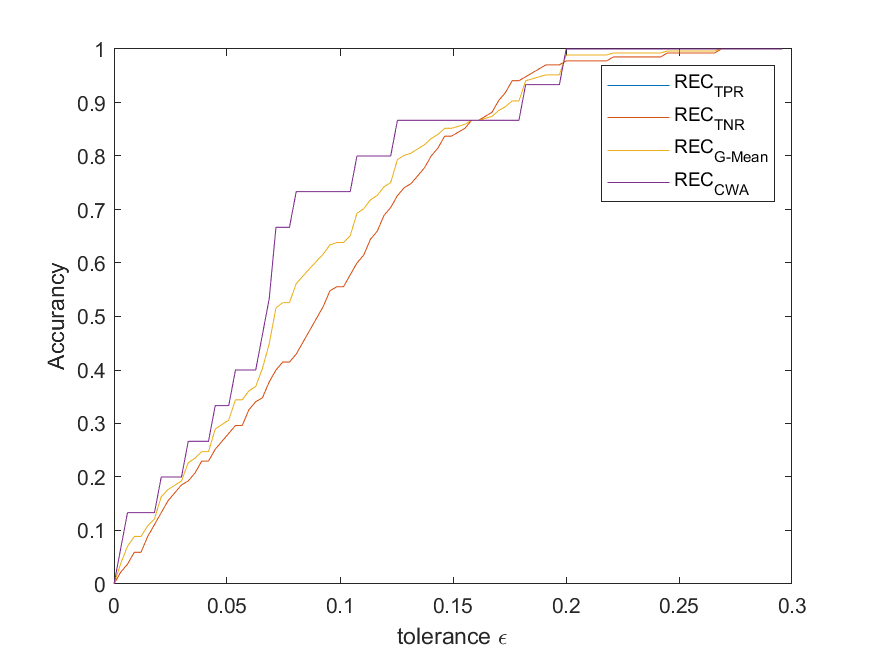 1
0.9
0.8
0.7
0.6
0.5
0.4
0.3
0.2
0.1
0
Accurancy
REC_TPR
REC_TNR
REC_G-Mean
REC_CWA
0 0.05 0.1 0.15 0.2 0.25 0.3
tolerance ϵ